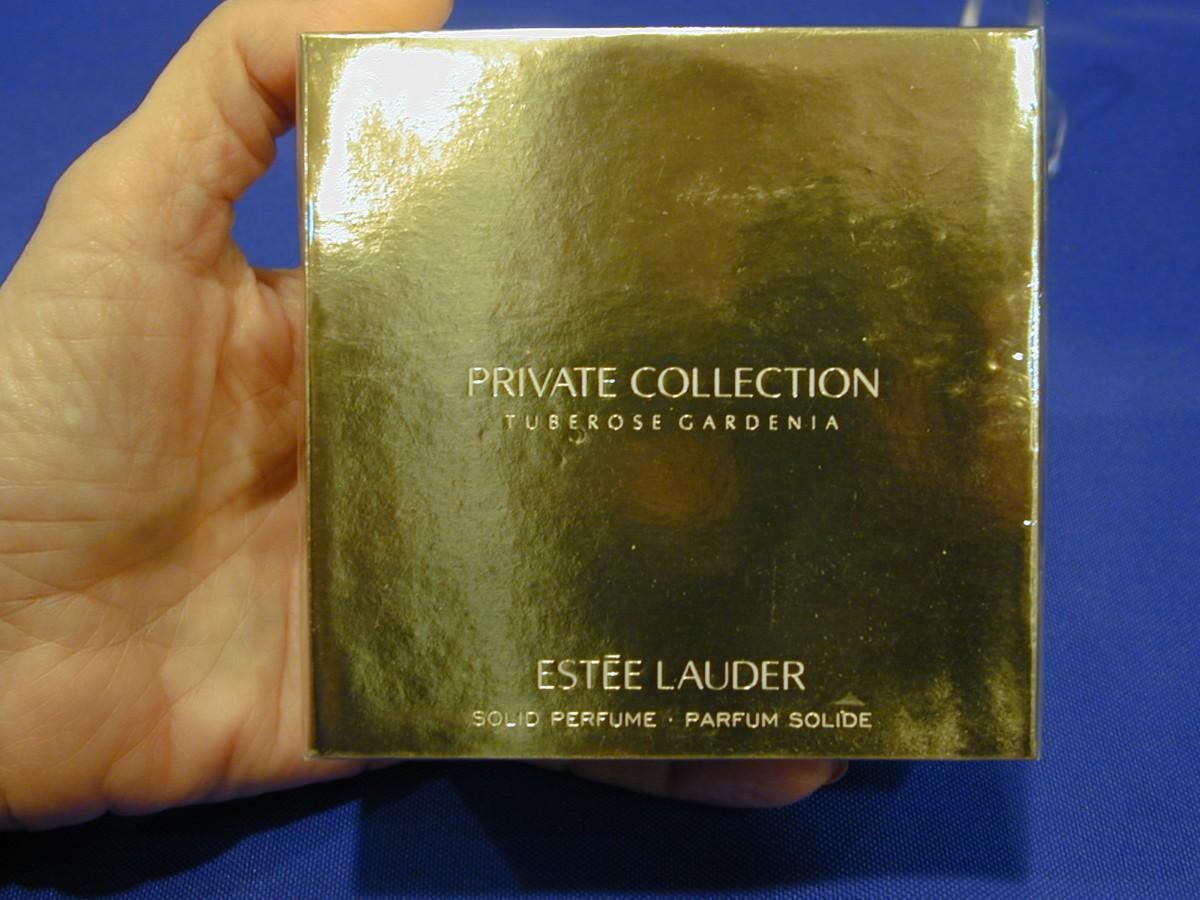 PRIVATE COLLECTION
TUBEROSE GARDENIA
ESTĒE LAUDER
SOLID PERFUME · PARFUM SOLIDE